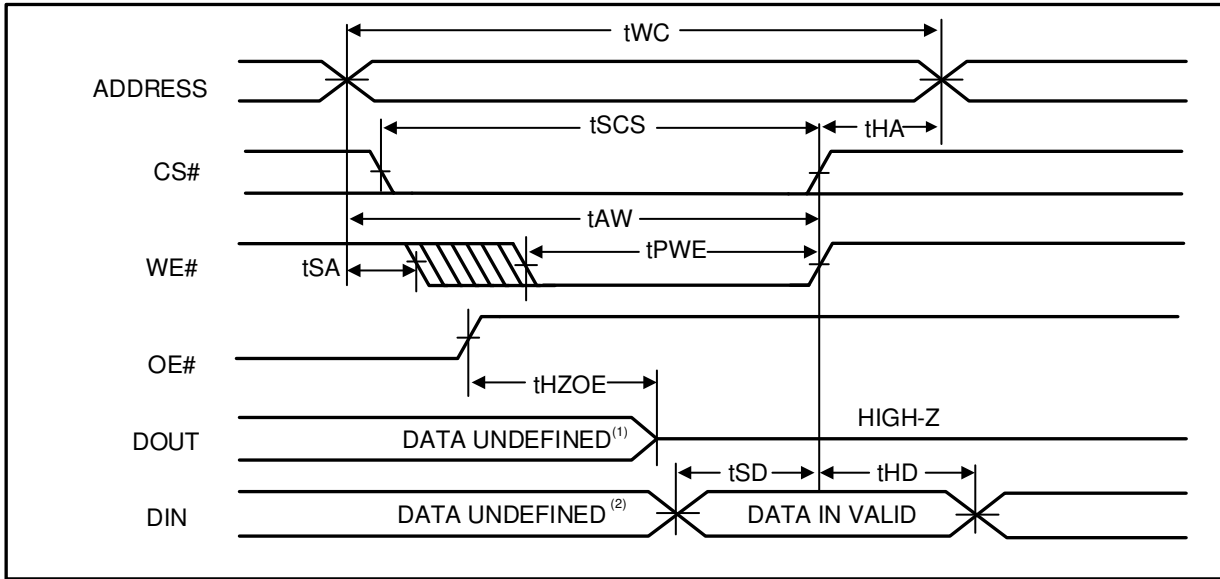 tWC
ADDRESS
tSCS
tHA
CS#
tAW
WE#
tSA
tPWE
OE#
tHZOE
HIGH-Z
DOUT
DATA UNDEFINED(1)
tSD
tHD
DIN
DATA UNDEFINED (2)
DATA IN VALID